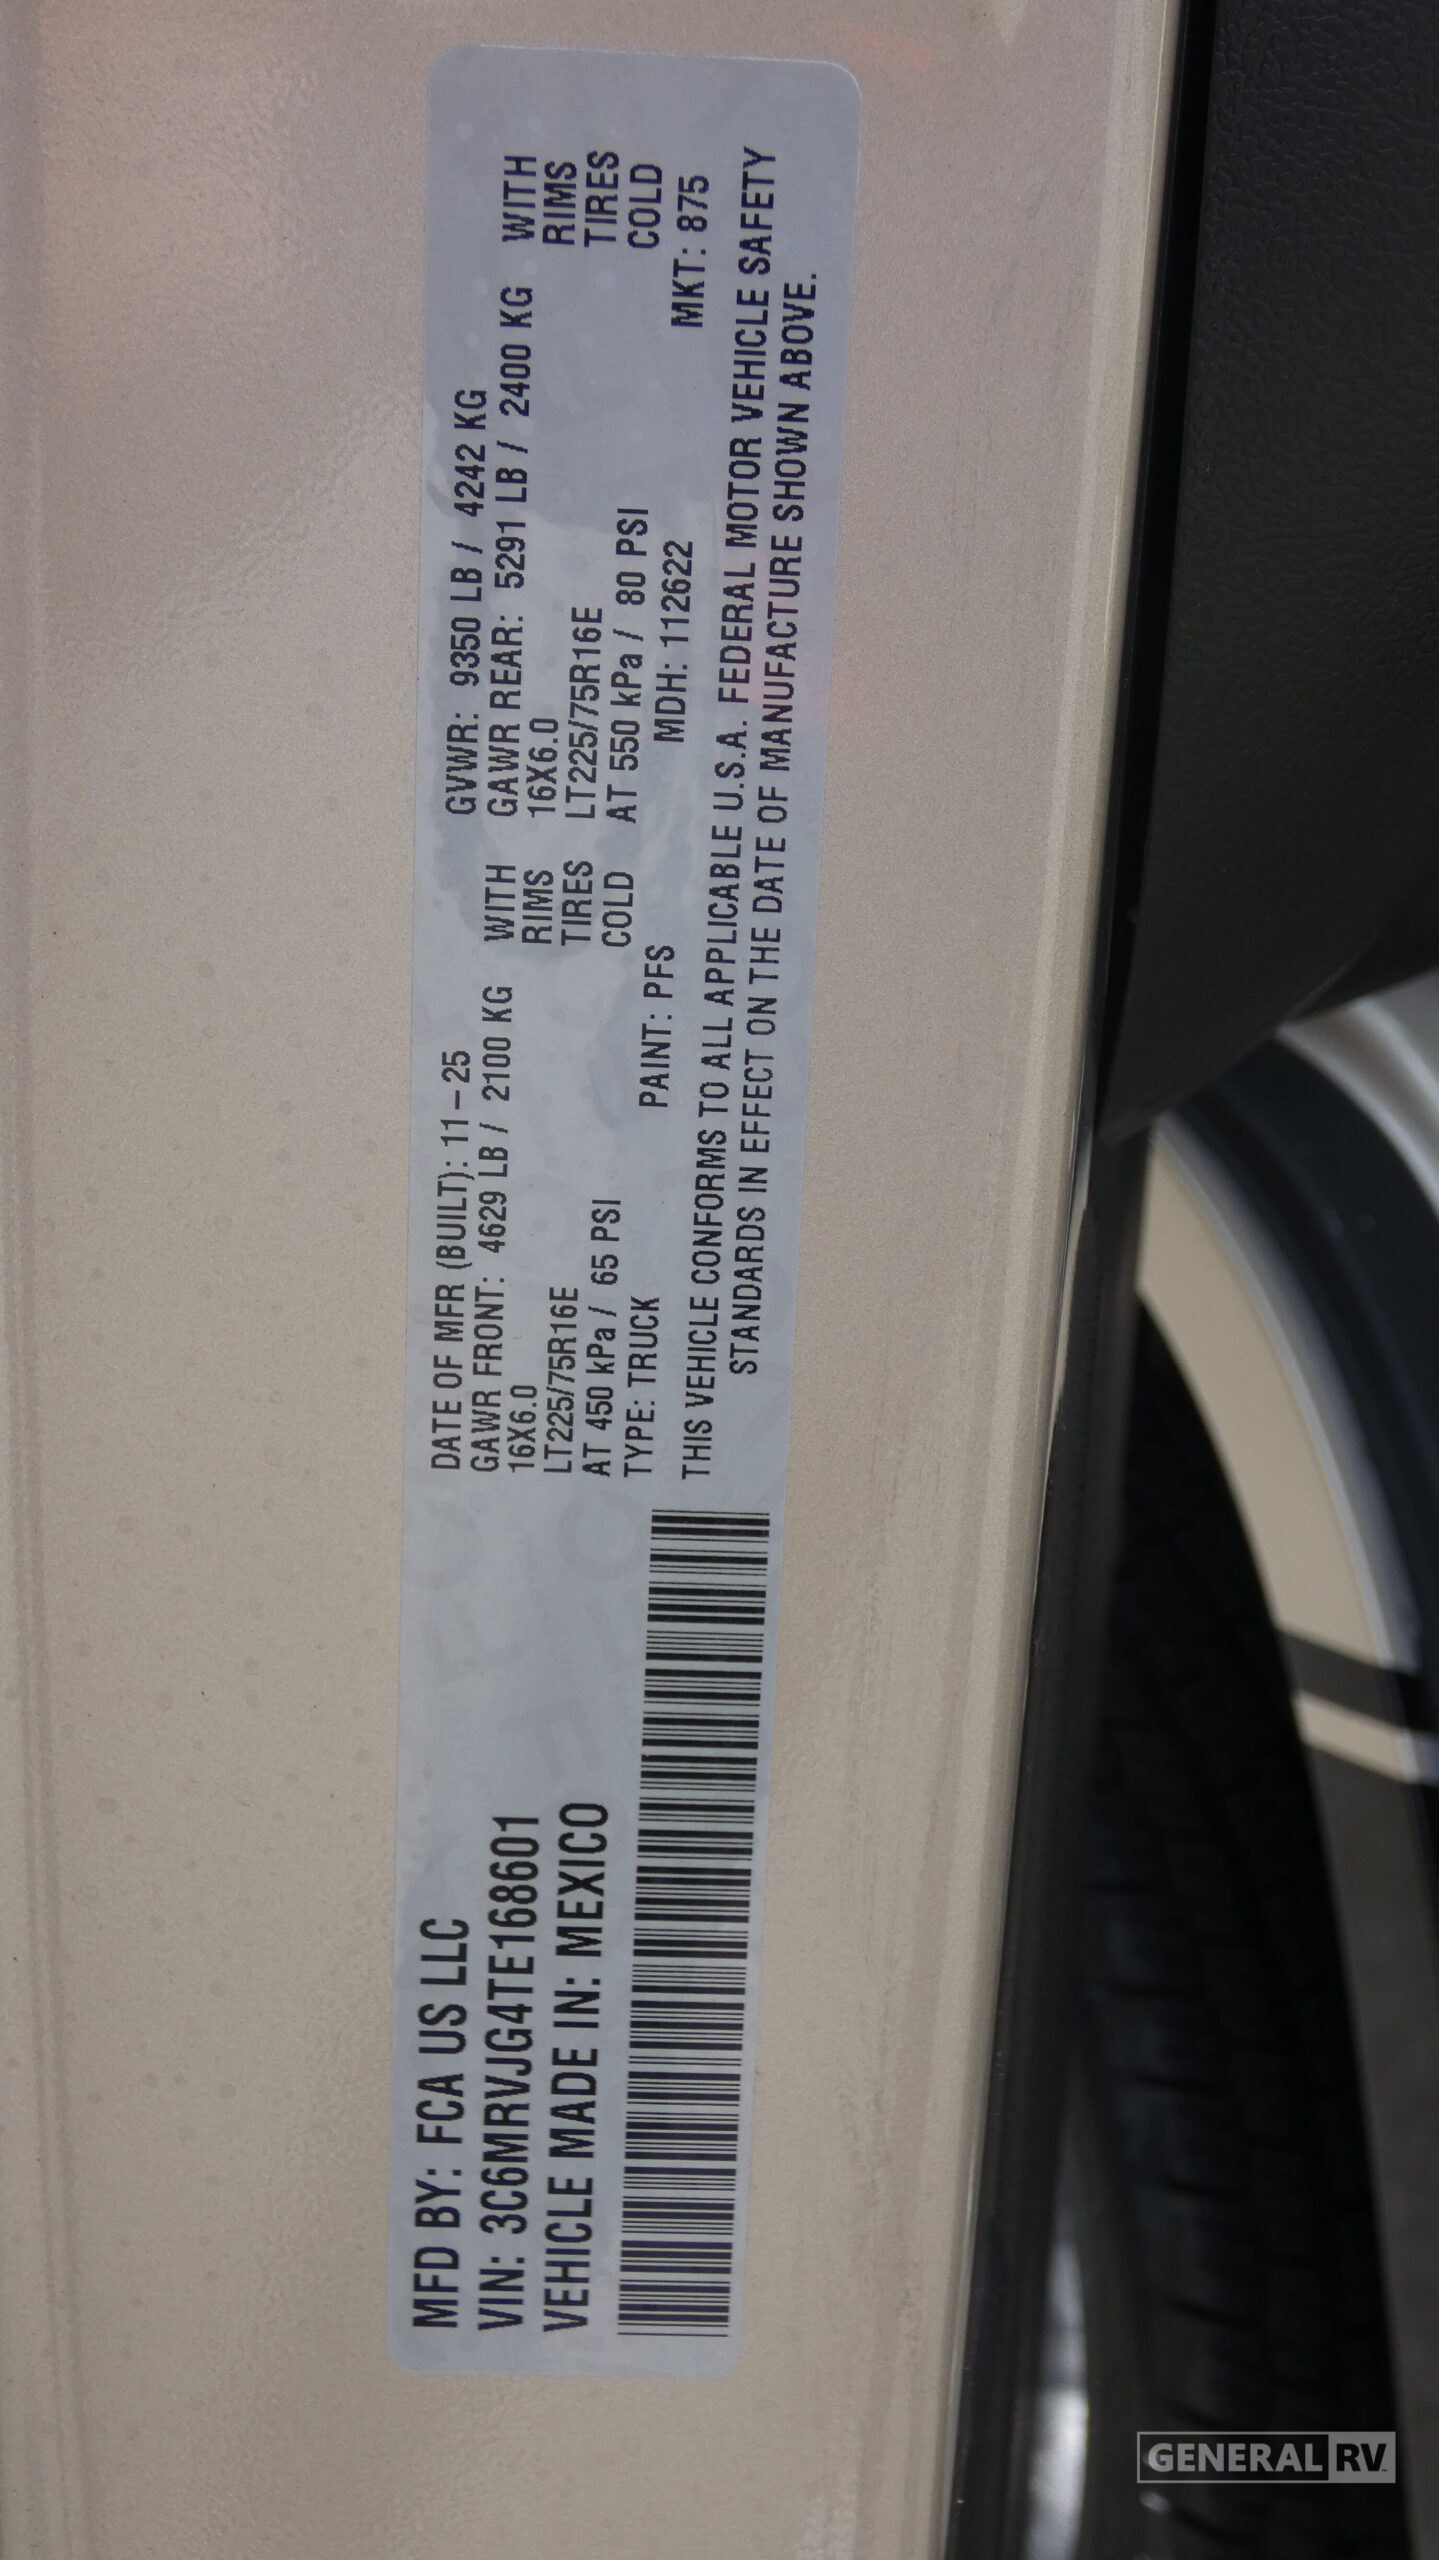 MFD BY: FCA US LLC
VIN: 3C6MRVJG4TE168601
VEHICLE MADE IN: MEXICO
DATE OF MFR (BUILT): 11-25 GVWR: 9350 LB / 4242 KG
GAWR FRONT: 4629 LB / 2100 KG WITH GAWR REAR: 5291 LB / 2400 KG WITH
16X6.0 RIMS 16X6.0 RIMS
LT225/75R16E TIRES LT225/75R16E TIRES
AT 450 kPa / 65 PSI COLD AT 550 kPa / 80 PSI COLD
TYPE: TRUCK PAINT: PFS MDH: 112622 MKT: 875
THIS VEHICLE CONFORMS TO ALL APPLICABLE U.S.A. FEDERAL MOTOR VEHICLE SAFETY
STANDARDS IN EFFECT ON THE DATE OF MANUFACTURE SHOWN ABOVE.
GENERAL RV